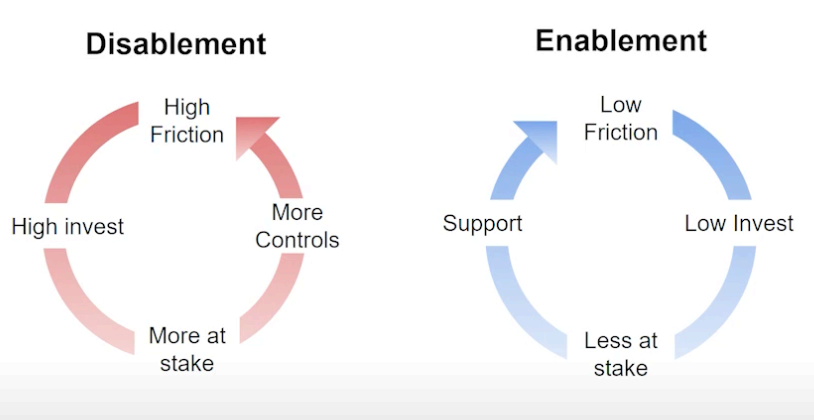 Disablement
High
Friction
High invest
More
Controls
More at
stake
Enablement
Low
Friction
Support
Low Invest
Less at
stake